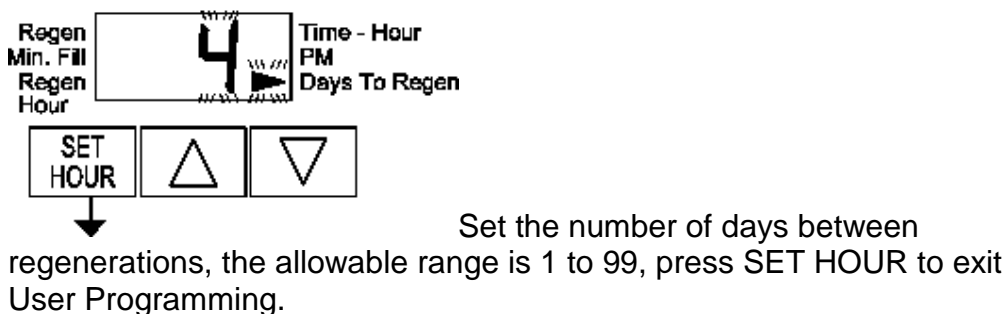 Regen
Min. Fill
Regen
Hour
4
Time - Hour
PM
Days To Regen
SET
HOUR
Set the number of days between
regenerations, the allowable range is 1 to 99, press SET HOUR to exit
User Programming.